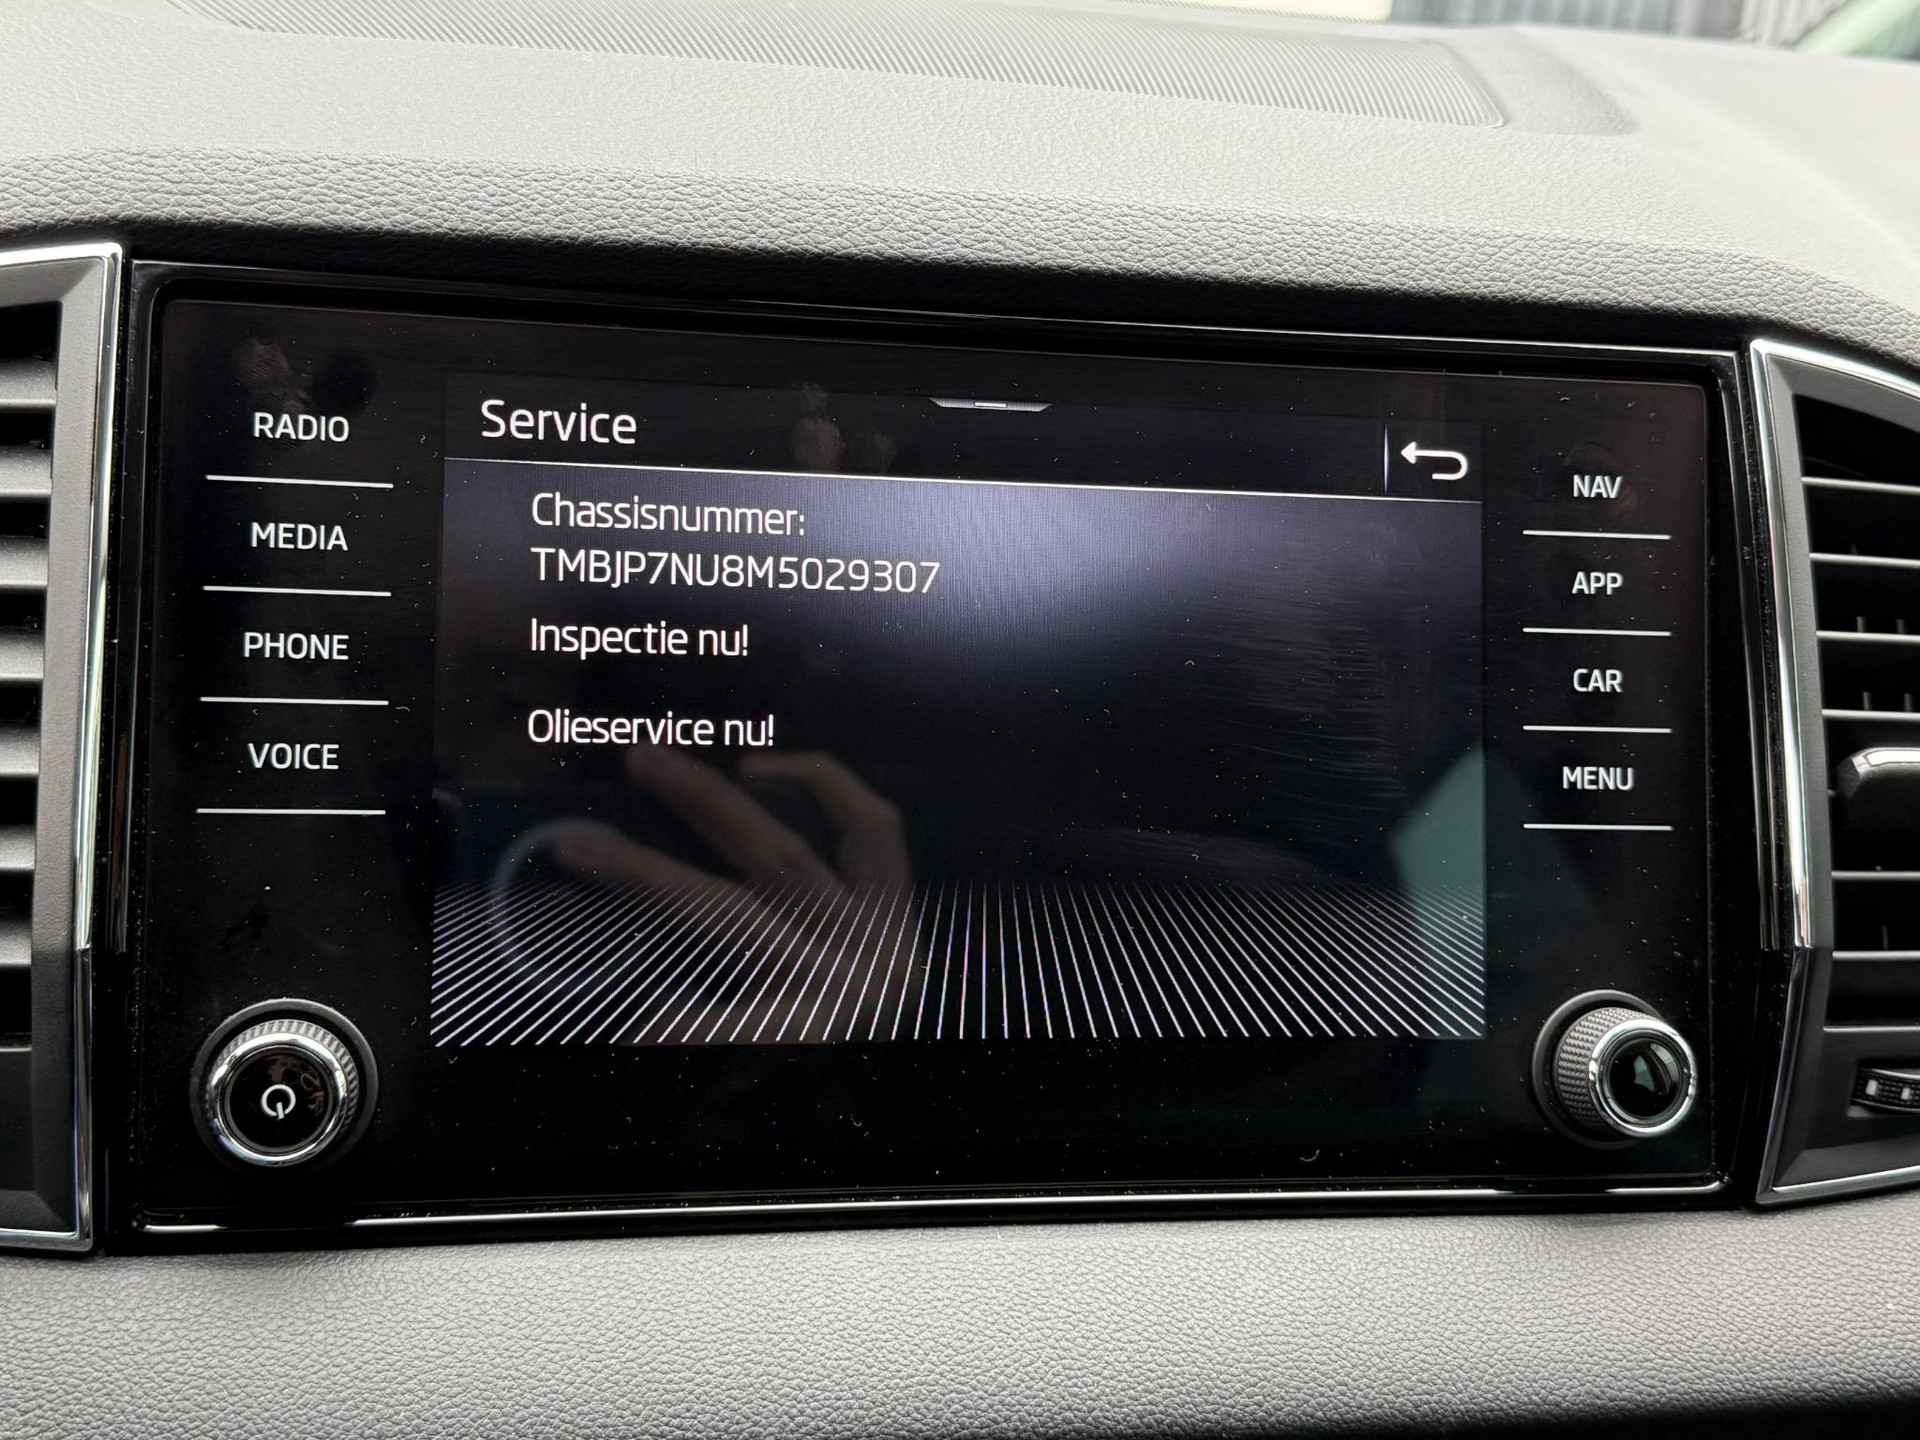 Service
RADIO
MEDIA
PHONE
VOICE
Chassisnummer:
TMBJP7NU8M5029307
Inspectie nu!
Olieservice nu!
NAV
APP
CAR
MENU